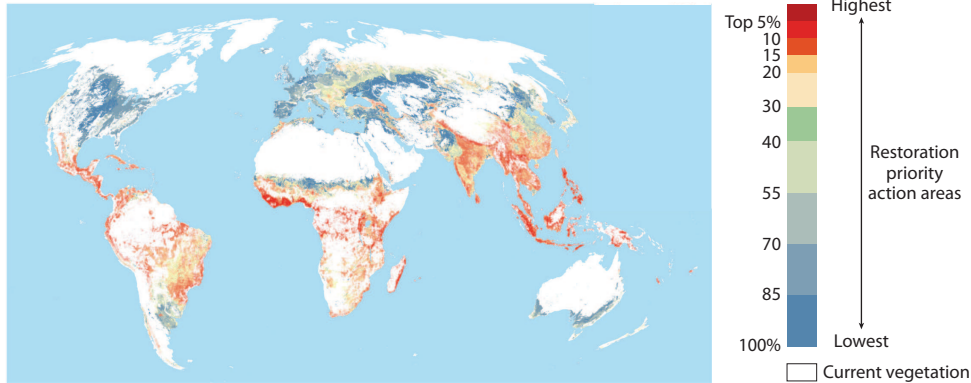 Highest
Top 5%
10
15
20
30
40
55
70
85
100%
Restoration
priority
action areas
Lowest
Current vegetation